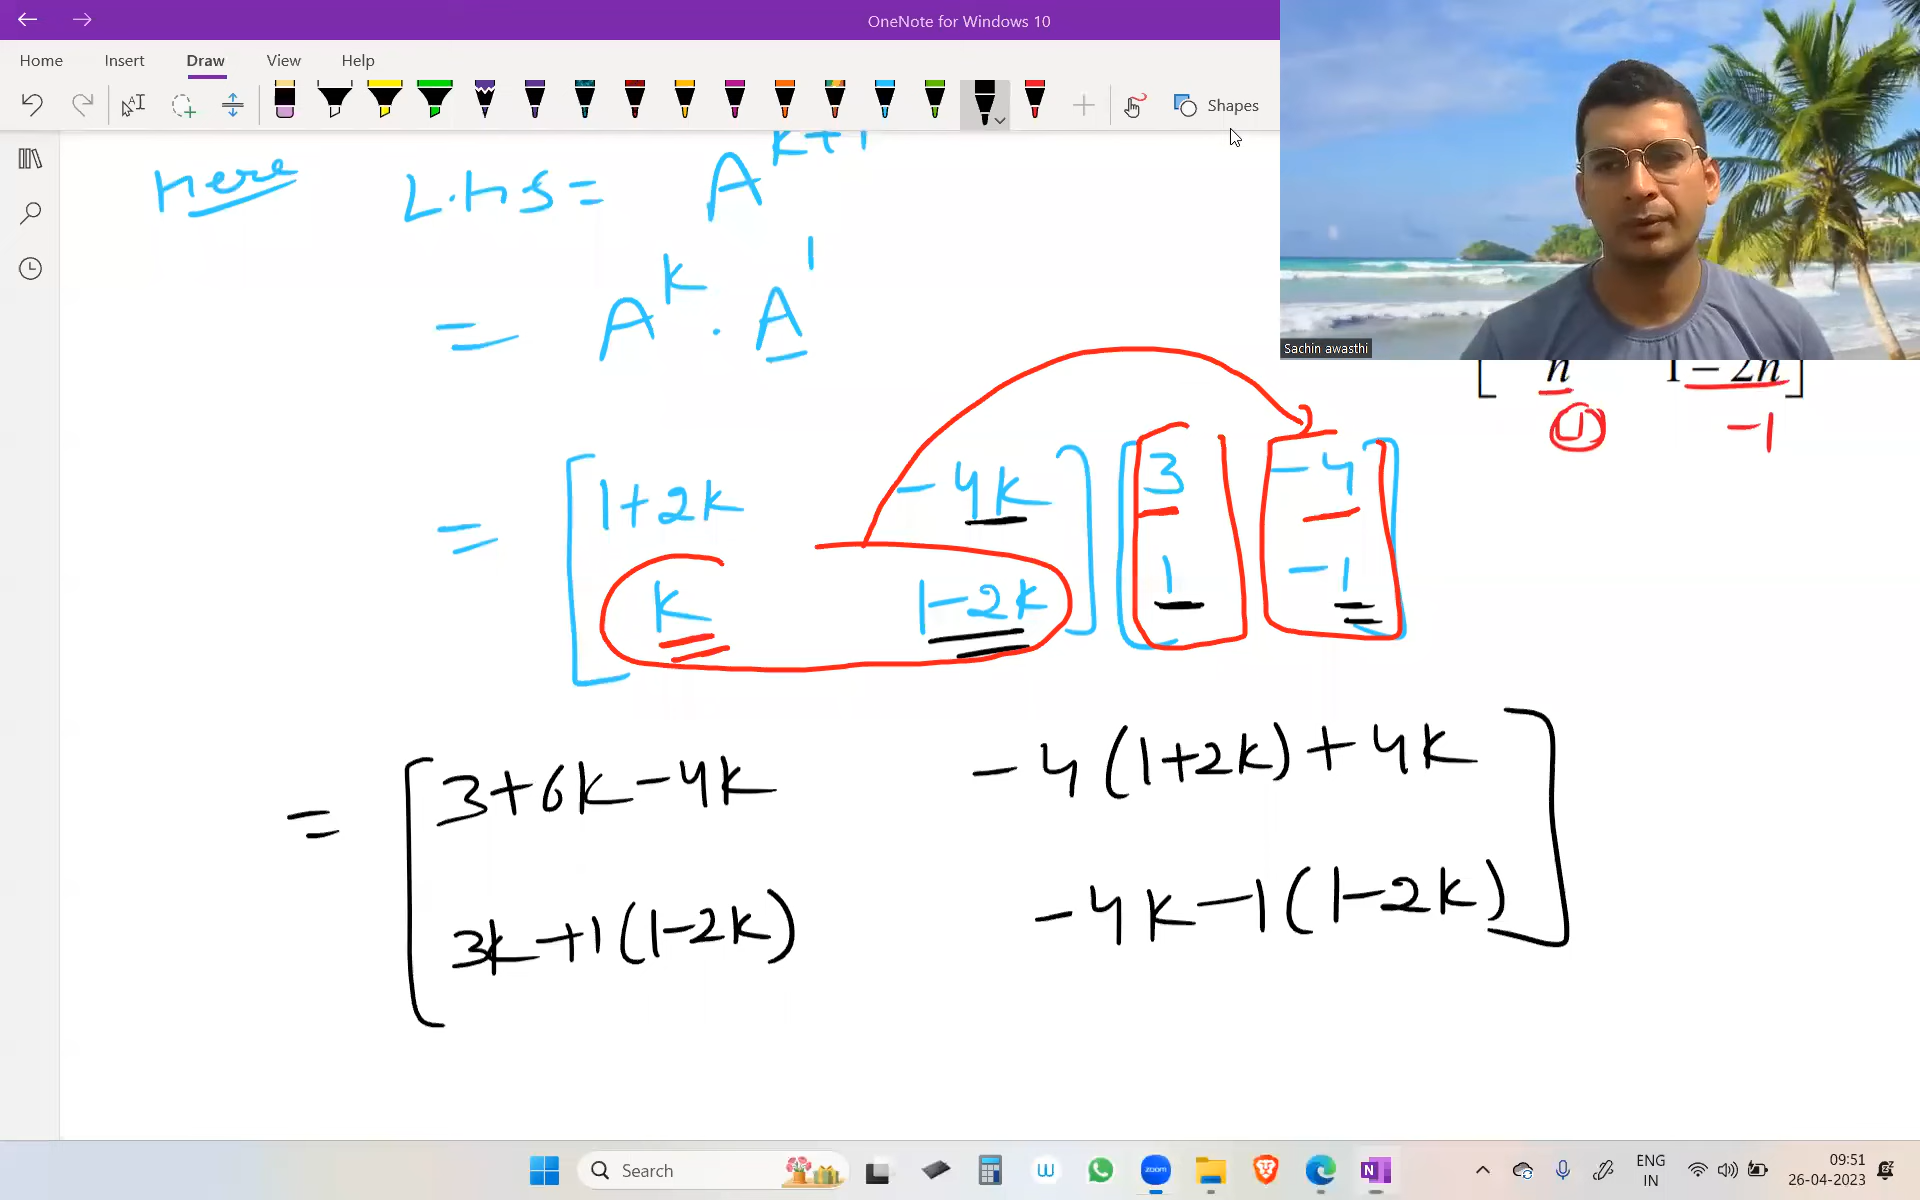 OneNote for Windows 10
Home Insert Draw View Help
Shapes
Here L.hS = A^{k+1}
= A^k . A^1
Sachin awasthi
n 1 - 2n
① -1
= [ 1+2k -4k ] [ 3 -4 ]
k 1-2k 1 -1
= [ 3+6k-4k -4(1+2k)+4k ]
3k+1(1-2k) -4k-1(1-2k)
Search
zoom
ENG
IN
09:51
26-04-2023